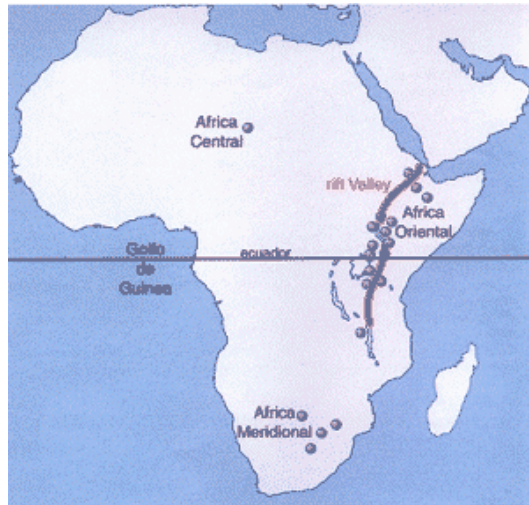 Africa
Central
rift Valley
Africa
Oriental
Golfo
de
Guinea
ecuador
Africa
Meridional